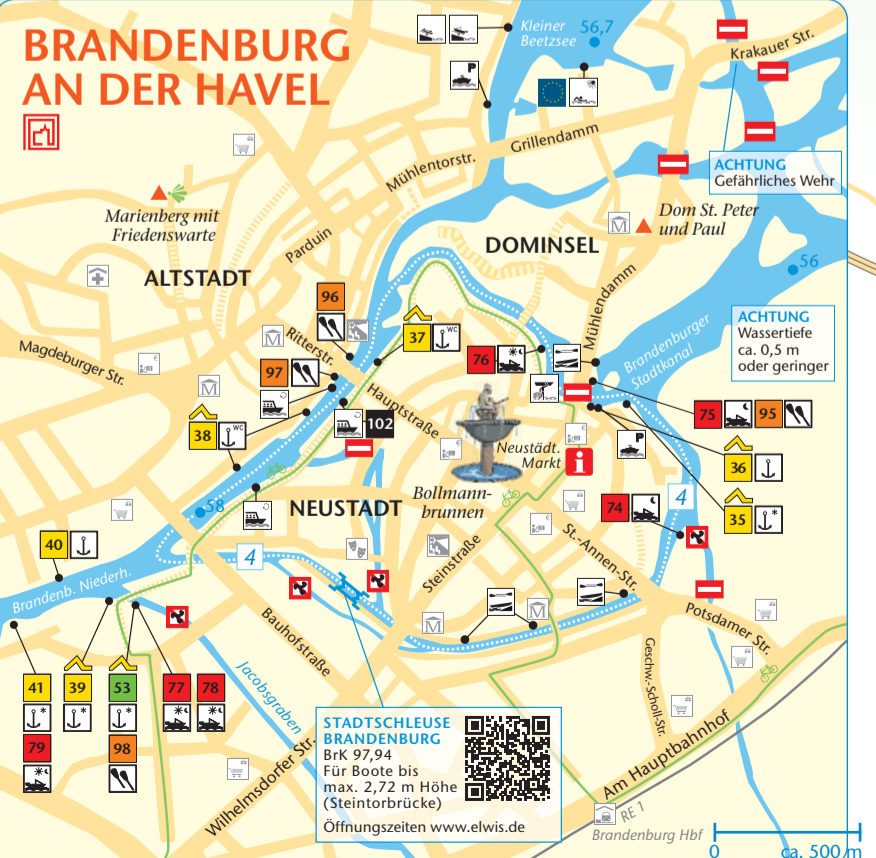 BRANDENBURG
AN DER HAVEL
Kleiner
Beetzsee
56,7
Krakauer Str.
P
Grillendamm
Mühlentorstr.
ACHTUNG
Gefährliches Wehr
Marienberg mit
Friedenswarte
Dom St. Peter
und Paul
Parduin
DOMINSEL
ALTSTADT
56
Mühlendamm
96
37
WC
Ritterstr.
76
Brandenburger
Stadtkanal
ACHTUNG
Wassertiefe
ca. 0,5 m
oder geringer
Magdeburger Str.
97
Hauptstraße
38
WC
102
75
95
P
Neustädt.
Markt
i
36
Bollmann-
brunnen
NEUSTADT
58
4
74
35
*
40
4
St.-Annen-Str.
Steinstraße
Brandenb. Niederh.
Bauhofstraße
Potsdamer Str.
Geschw.-Scholl-Str.
Jacobsgraben
41
39
53
77
78
*
*
*
79
98
STADTSCHLEUSE
BRANDENBURG
BrK 97,94
Für Boote bis
max. 2,72 m Höhe
(Steintorbrücke)
Öffnungszeiten www.elwis.de
Wilhelmsdorfer Str.
Am Hauptbahnhof
RE 1
Brandenburg Hbf
0
ca. 500 m